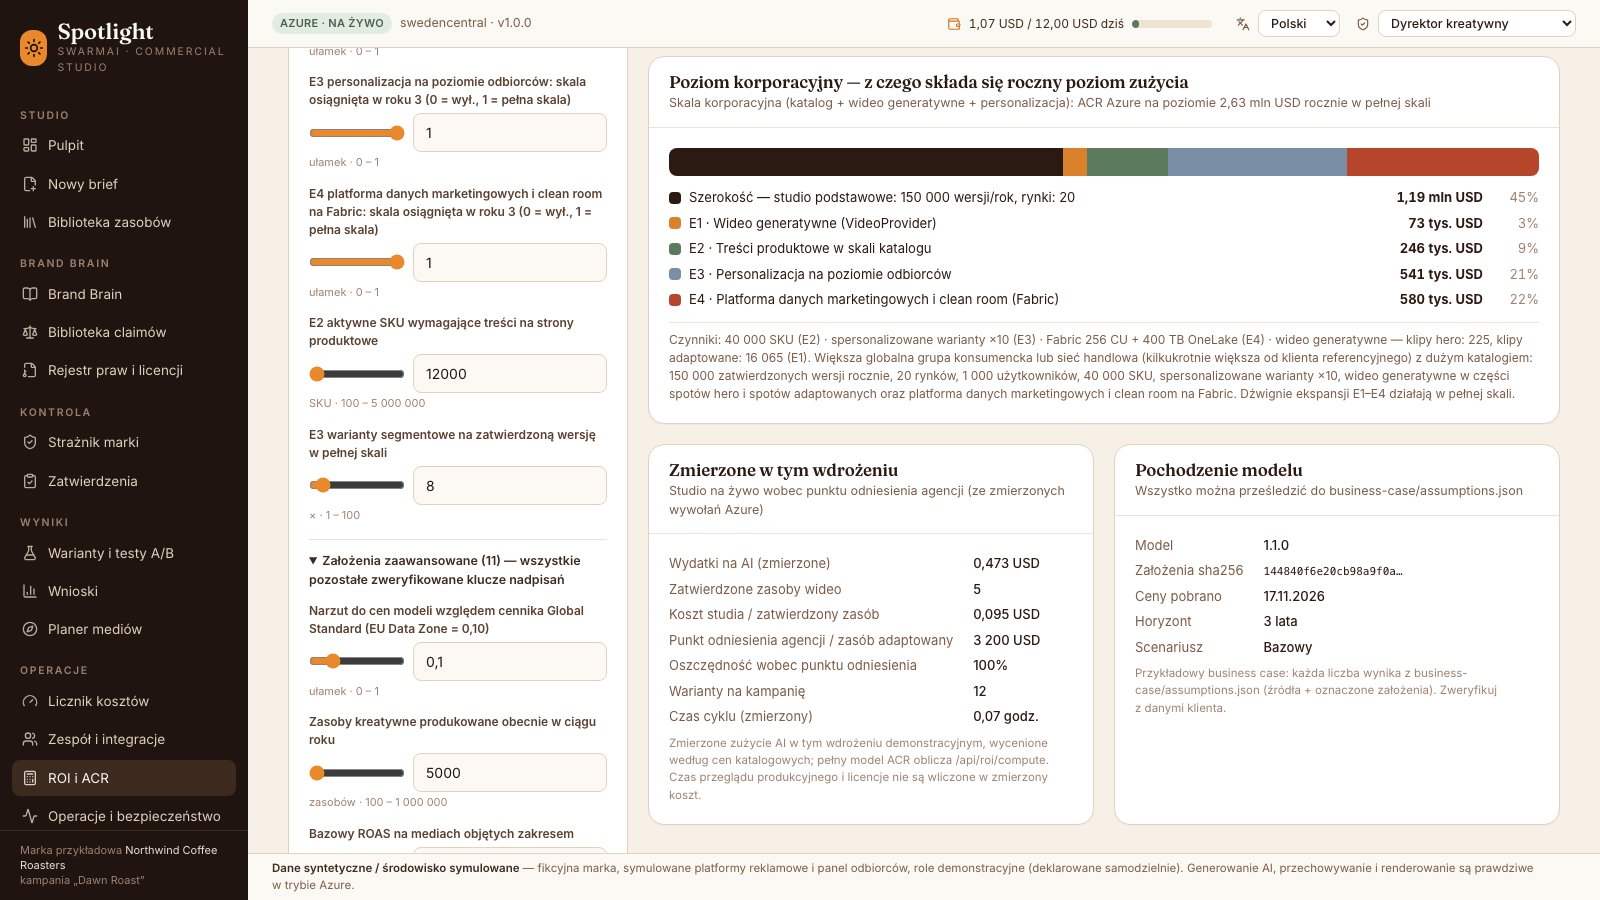 Spotlight
SWARMAI · COMMERCIAL
STUDIO
STUDIO
Pulpit
Nowy brief
Biblioteka zasobów
BRAND BRAIN
Brand Brain
Biblioteka claimów
Rejestr praw i licencji
KONTROLA
Strażnik marki
Zatwierdzenia
WYNIKI
Warianty i testy A/B
Wnioski
Planer mediów
OPERACJE
Licznik kosztów
Zespół i integracje
ROI i ACR
Operacje i bezpieczeństwo
Marka przykładowa Northwind Coffee
Roasters
kampania „Dawn Roast”
AZURE · NA ŻYWO swedencentral · v1.0.0
1,07 USD / 12,00 USD dziś
Polski
Dyrektor kreatywny
ułamek · 0 – 1
E3 personalizacja na poziomie odbiorców: skala
osiągnięta w roku 3 (0 = wył., 1 = pełna skala)
1
ułamek · 0 – 1
E4 platforma danych marketingowych i clean room
na Fabric: skala osiągnięta w roku 3 (0 = wył., 1 =
pełna skala)
1
ułamek · 0 – 1
E2 aktywne SKU wymagające treści na strony
produktowe
12000
SKU · 100 – 5 000 000
E3 warianty segmentowe na zatwierdzoną wersję
w pełnej skali
8
× · 1 – 100
▼ Założenia zaawansowane (11) — wszystkie
pozostałe zweryfikowane klucze nadpisań
Narzut do cen modeli względem cennika Global
Standard (EU Data Zone = 0,10)
0,1
ułamek · 0 – 1
Zasoby kreatywne produkowane obecnie w ciągu
roku
5000
zasobów · 100 – 1 000 000
Bazowy ROAS na mediach objętych zakresem
Poziom korporacyjny — z czego składa się roczny poziom zużycia
Skala korporacyjna (katalog + wideo generatywne + personalizacja): ACR Azure na poziomie 2,63 mln USD rocznie w pełnej skali
Szerokość — studio podstawowe: 150 000 wersji/rok, rynki: 20 1,19 mln USD 45%
E1 · Wideo generatywne (VideoProvider) 73 tys. USD 3%
E2 · Treści produktowe w skali katalogu 246 tys. USD 9%
E3 · Personalizacja na poziomie odbiorców 541 tys. USD 21%
E4 · Platforma danych marketingowych i clean room (Fabric) 580 tys. USD 22%
Czynniki: 40 000 SKU (E2) · spersonalizowane warianty ×10 (E3) · Fabric 256 CU + 400 TB OneLake (E4) · wideo generatywne — klipy hero: 225, klipy
adaptowane: 16 065 (E1). Większa globalna grupa konsumencka lub sieć handlowa (kilkukrotnie większa od klienta referencyjnego) z dużym katalogiem:
150 000 zatwierdzonych wersji rocznie, 20 rynków, 1 000 użytkowników, 40 000 SKU, spersonalizowane warianty ×10, wideo generatywne w części
spotów hero i spotów adaptowanych oraz platforma danych marketingowych i clean room na Fabric. Dźwignie ekspansji E1–E4 działają w pełnej skali.
Zmierzone w tym wdrożeniu
Studio na żywo wobec punktu odniesienia agencji (ze zmierzonych
wywołań Azure)
Wydatki na AI (zmierzone) 0,473 USD
Zatwierdzone zasoby wideo 5
Koszt studia / zatwierdzony zasób 0,095 USD
Punkt odniesienia agencji / zasób adaptowany 3 200 USD
Oszczędność wobec punktu odniesienia 100%
Warianty na kampanię 12
Czas cyklu (zmierzony) 0,07 godz.
Zmierzone zużycie AI w tym wdrożeniu demonstracyjnym, wycenione
według cen katalogowych; pełny model ACR oblicza /api/roi/compute.
Czas przeglądu produkcyjnego i licencje nie są wliczone w zmierzony
koszt.
Pochodzenie modelu
Wszystko można prześledzić do business-case/assumptions.json
Model 1.1.0
Założenia sha256 144840f6e20cb98a9f0a…
Ceny pobrano 17.11.2026
Horyzont 3 lata
Scenariusz Bazowy
Przykładowy business case: każda liczba wynika z business-
case/assumptions.json (źródła + oznaczone założenia). Zweryfikuj
z danymi klienta.
Dane syntetyczne / środowisko symulowane — fikcyjna marka, symulowane platformy reklamowe i panel odbiorców, role demonstracyjne (deklarowane samodzielnie). Generowanie AI, przechowywanie i renderowanie są prawdziwe
w trybie Azure.